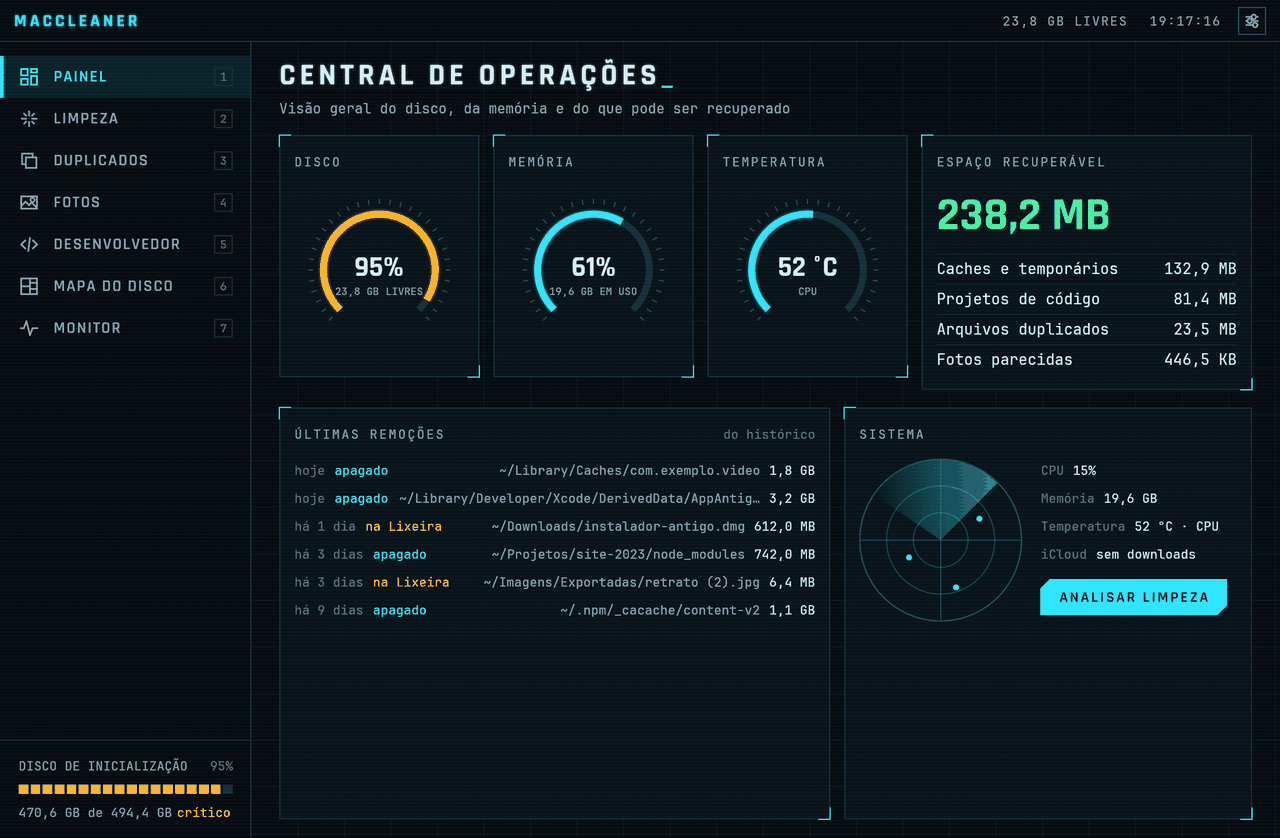 MACCLEANER
23,8 GB LIVRES 19:17:16
PAINEL 1
LIMPEZA 2
DUPLICADOS 3
FOTOS 4
DESENVOLVEDOR 5
MAPA DO DISCO 6
MONITOR 7
DISCO DE INICIALIZAÇÃO 95%
470,6 GB de 494,4 GB crítico
CENTRAL DE OPERAÇÕES_
Visão geral do disco, da memória e do que pode ser recuperado
DISCO
95%
23,8 GB LIVRES
MEMÓRIA
61%
19,6 GB EM USO
TEMPERATURA
52 °C
CPU
ESPAÇO RECUPERÁVEL
238,2 MB
Caches e temporários 132,9 MB
Projetos de código 81,4 MB
Arquivos duplicados 23,5 MB
Fotos parecidas 446,5 KB
ÚLTIMAS REMOÇÕES do histórico
hoje apagado ~/Library/Caches/com.exemplo.video 1,8 GB
hoje apagado ~/Library/Developer/Xcode/DerivedData/AppAntig… 3,2 GB
há 1 dia na Lixeira ~/Downloads/instalador-antigo.dmg 612,0 MB
há 3 dias apagado ~/Projetos/site-2023/node_modules 742,0 MB
há 3 dias na Lixeira ~/Imagens/Exportadas/retrato (2).jpg 6,4 MB
há 9 dias apagado ~/.npm/_cacache/content-v2 1,1 GB
SISTEMA
CPU 15%
Memória 19,6 GB
Temperatura 52 °C · CPU
iCloud sem downloads
ANALISAR LIMPEZA